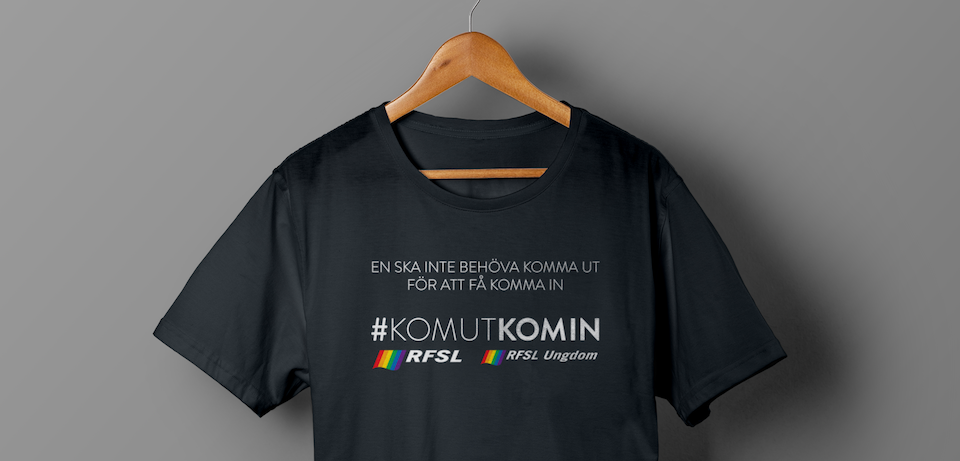 EN SKA INTE BEHÖVA KOMMA UT
FÖR ATT FÅ KOMMA IN
#KOMUTKOMIN
RFSL RFSL Ungdom